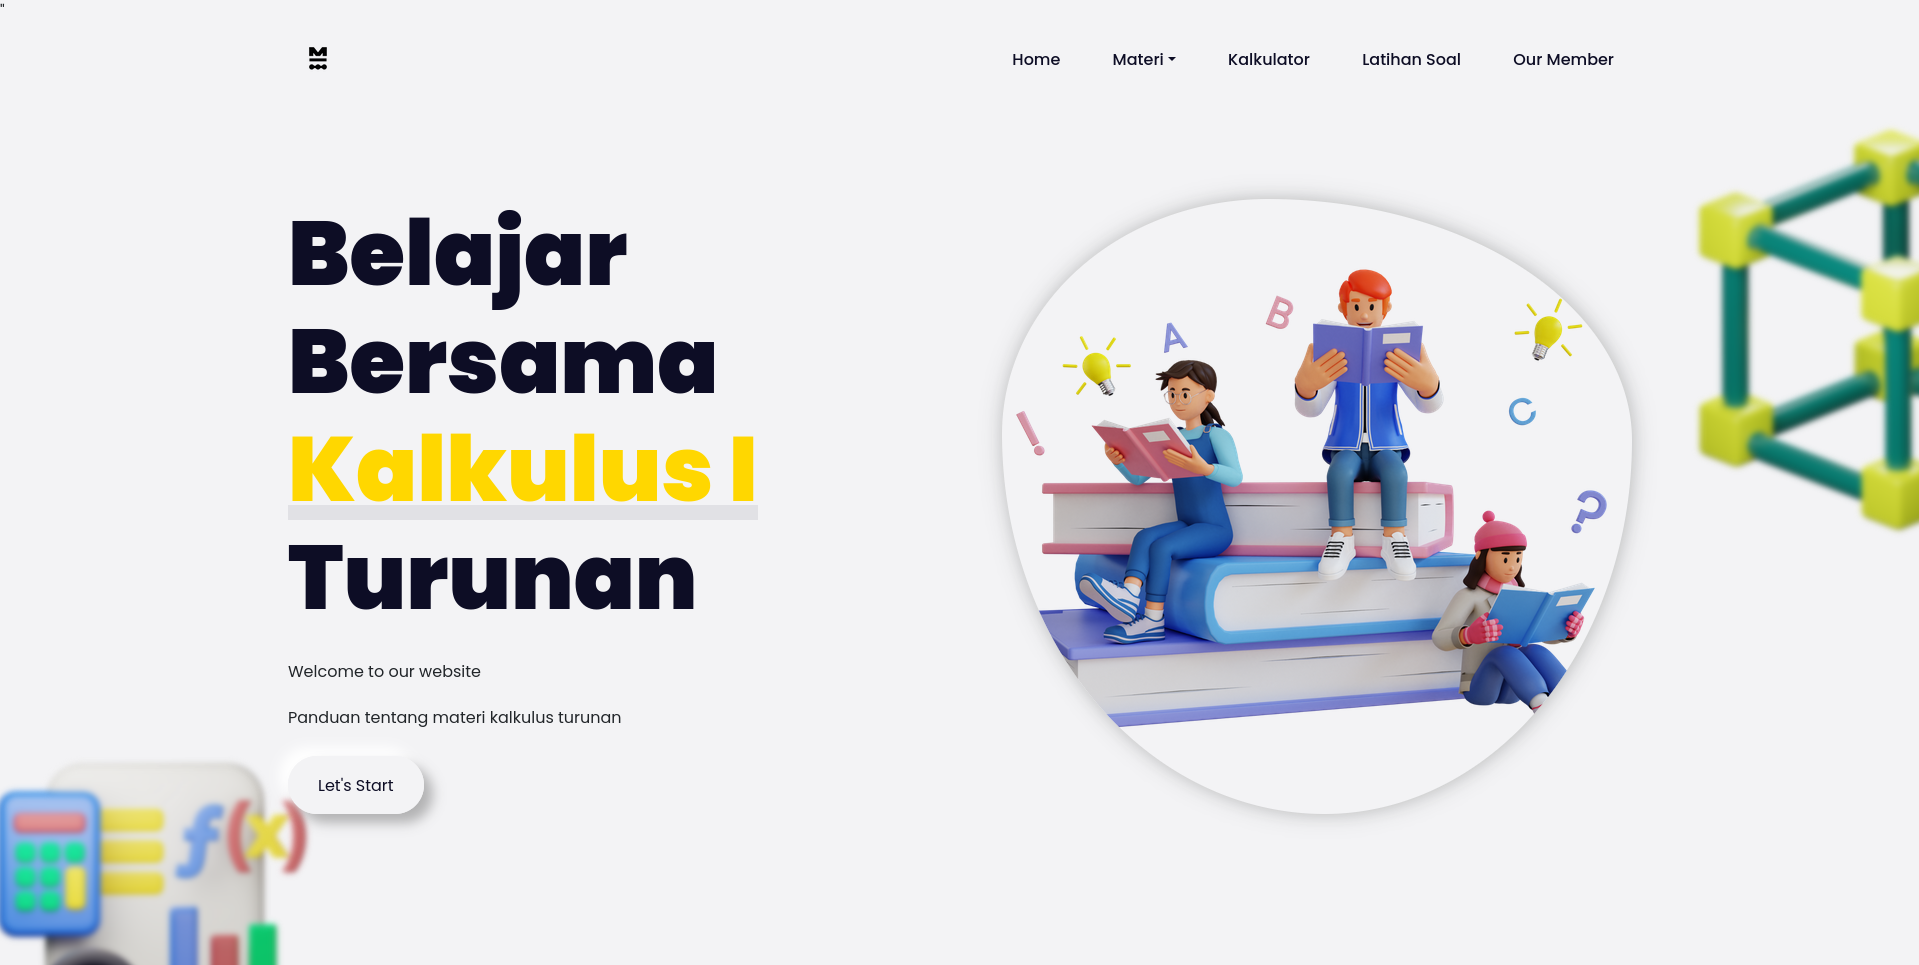 "
Home Materi Kalkulator Latihan Soal Our Member
Belajar
Bersama
Kalkulus I
Turunan
Welcome to our website
Panduan tentang materi kalkulus turunan
Let's Start
A
B
C
!
?
f(x)